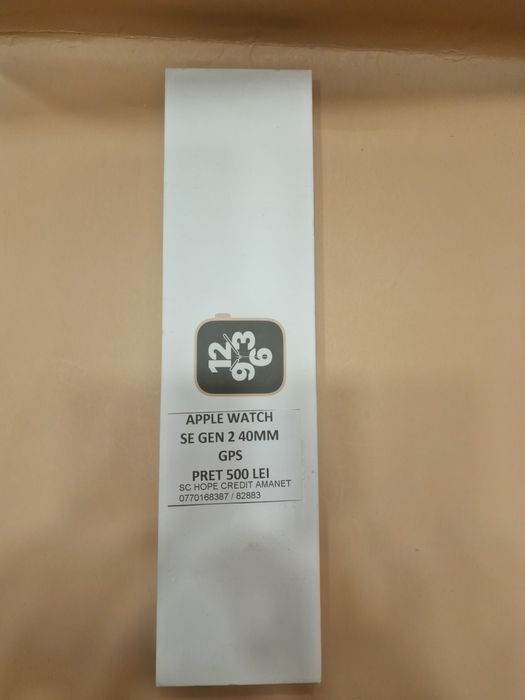 12
3
9
6
APPLE WATCH
SE GEN 2 40MM
GPS
PRET 500 LEI
SC HOPE CREDIT AMANET
0770168387 / 82883